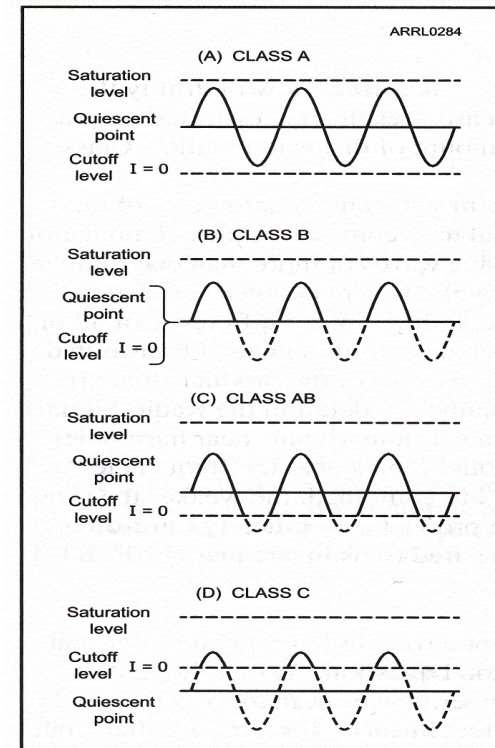 ARRL0284
(A) CLASS A
Saturation
level
Quiescent
point
Cutoff
level I = 0
(B) CLASS B
Saturation
level
Quiescent
point
Cutoff
level I = 0
(C) CLASS AB
Saturation
level
Quiescent
point
Cutoff
level I = 0
(D) CLASS C
Saturation
level
Cutoff
level I = 0
Quiescent
point